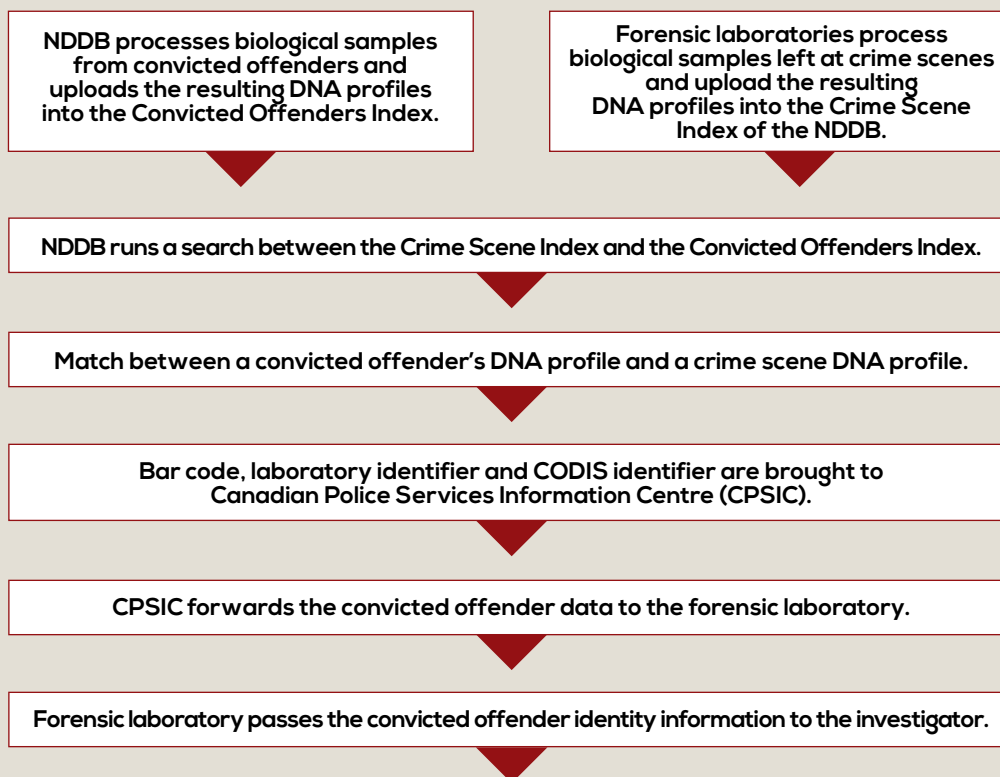 NDDB processes biological samples
from convicted offenders and
uploads the resulting DNA profiles
into the Convicted Offenders Index.
Forensic laboratories process
biological samples left at crime scenes
and upload the resulting
DNA profiles into the Crime Scene
Index of the NDDB.
NDDB runs a search between the Crime Scene Index and the Convicted Offenders Index.
Match between a convicted offender's DNA profile and a crime scene DNA profile.
Bar code, laboratory identifier and CODIS identifier are brought to
Canadian Police Services Information Centre (CPSIC).
CPSIC forwards the convicted offender data to the forensic laboratory.
Forensic laboratory passes the convicted offender identity information to the investigator.